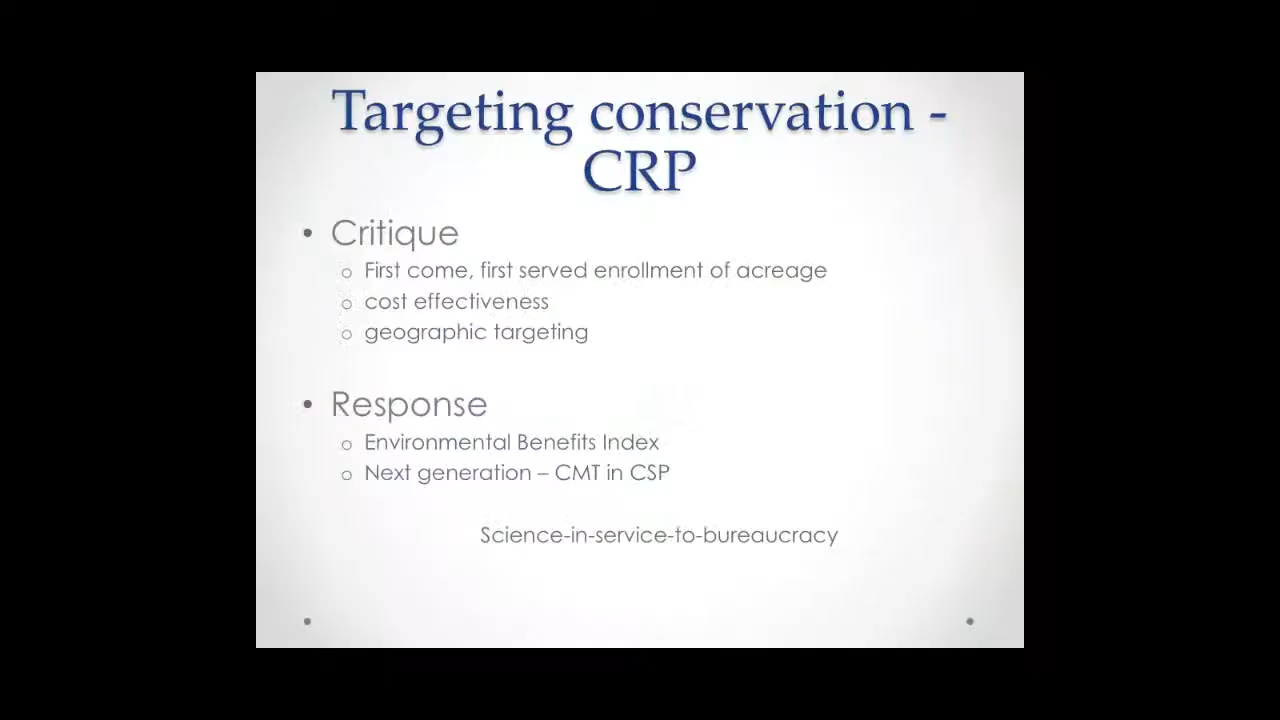 Targeting conservation -
CRP
• Critique
o First come, first served enrollment of acreage
o cost effectiveness
o geographic targeting
• Response
o Environmental Benefits Index
o Next generation – CMT in CSP
Science-in-service-to-bureaucracy